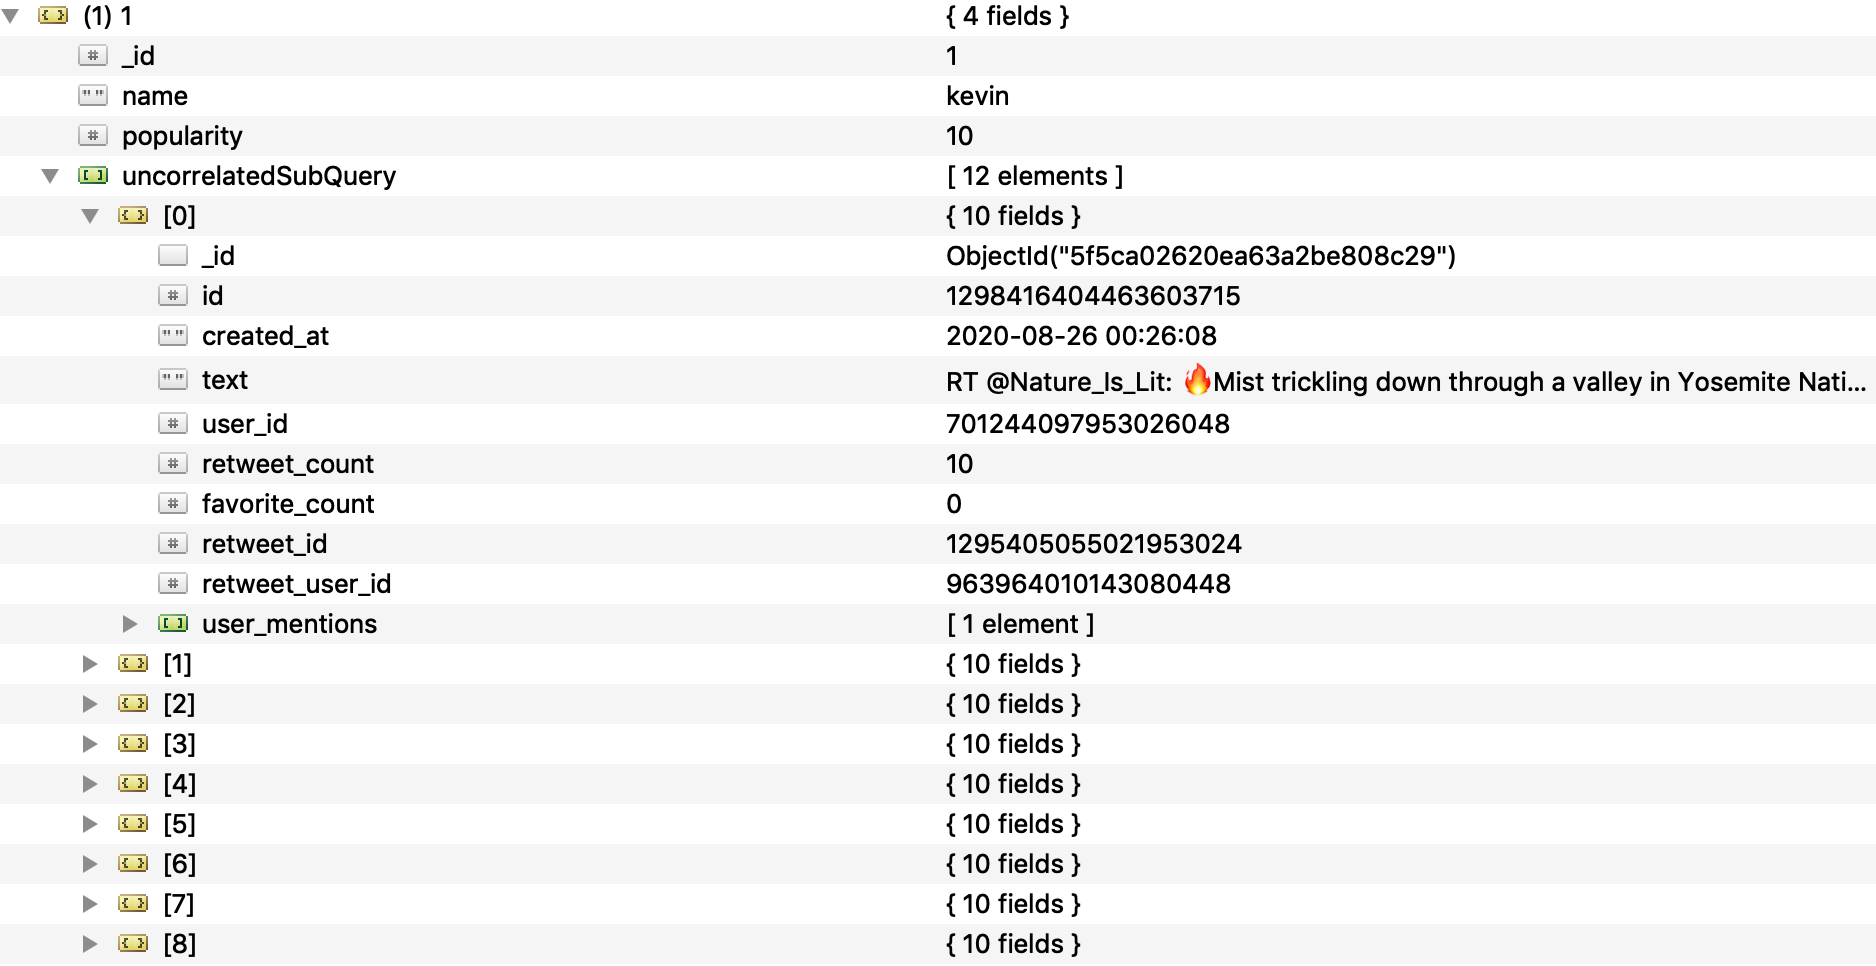 (1) 1 { 4 fields }
_id 1
name kevin
popularity 10
uncorrelatedSubQuery [ 12 elements ]
[0] { 10 fields }
_id ObjectId("5f5ca02620ea63a2be808c29")
id 1298416404463603715
created_at 2020-08-26 00:26:08
text RT @Nature_Is_Lit: 🔥Mist trickling down through a valley in Yosemite Nati...
user_id 701244097953026048
retweet_count 10
favorite_count 0
retweet_id 1295405055021953024
retweet_user_id 963964010143080448
user_mentions [ 1 element ]
[1] { 10 fields }
[2] { 10 fields }
[3] { 10 fields }
[4] { 10 fields }
[5] { 10 fields }
[6] { 10 fields }
[7] { 10 fields }
[8] { 10 fields }